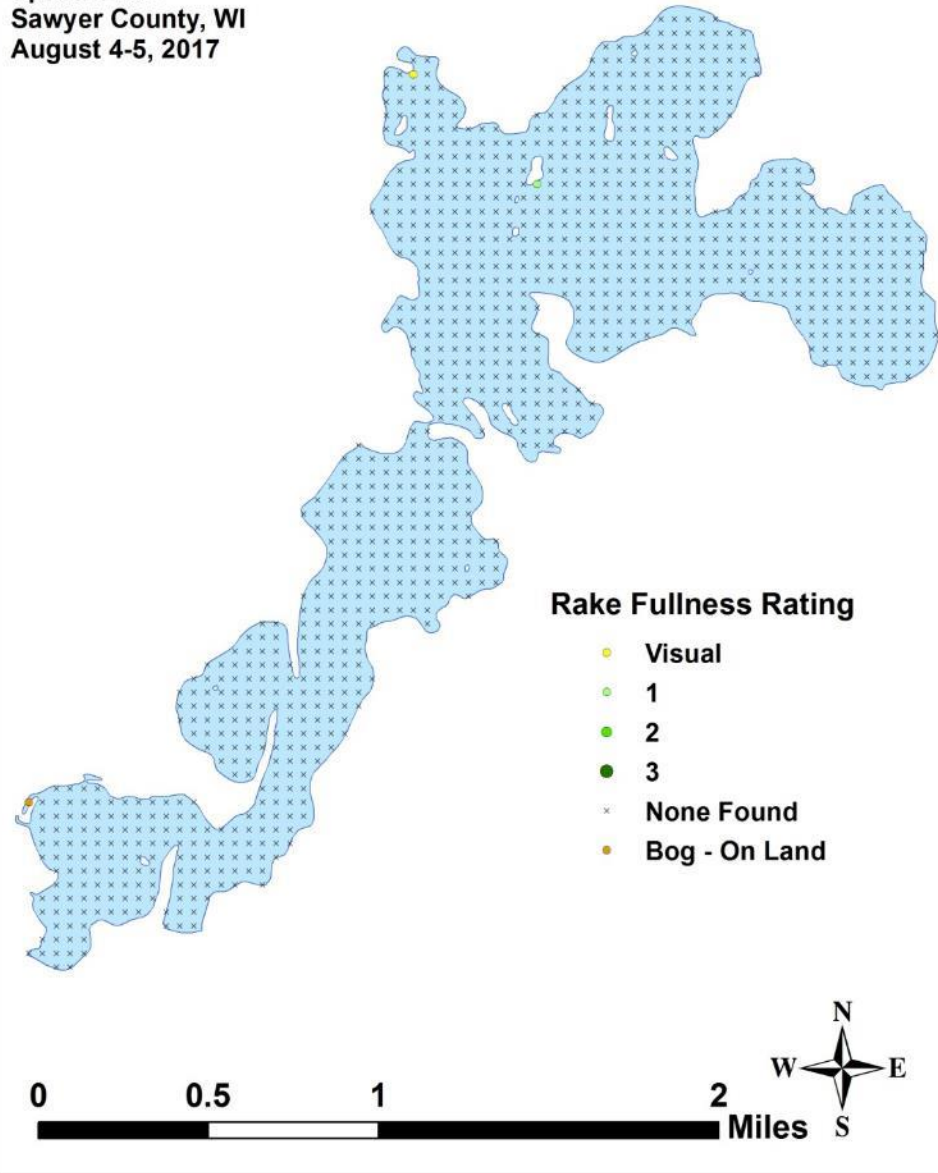 Sawyer County, WI
August 4-5, 2017
Rake Fullness Rating
Visual
1
2
3
None Found
Bog - On Land
N
W E
S
0 0.5 1 2
Miles